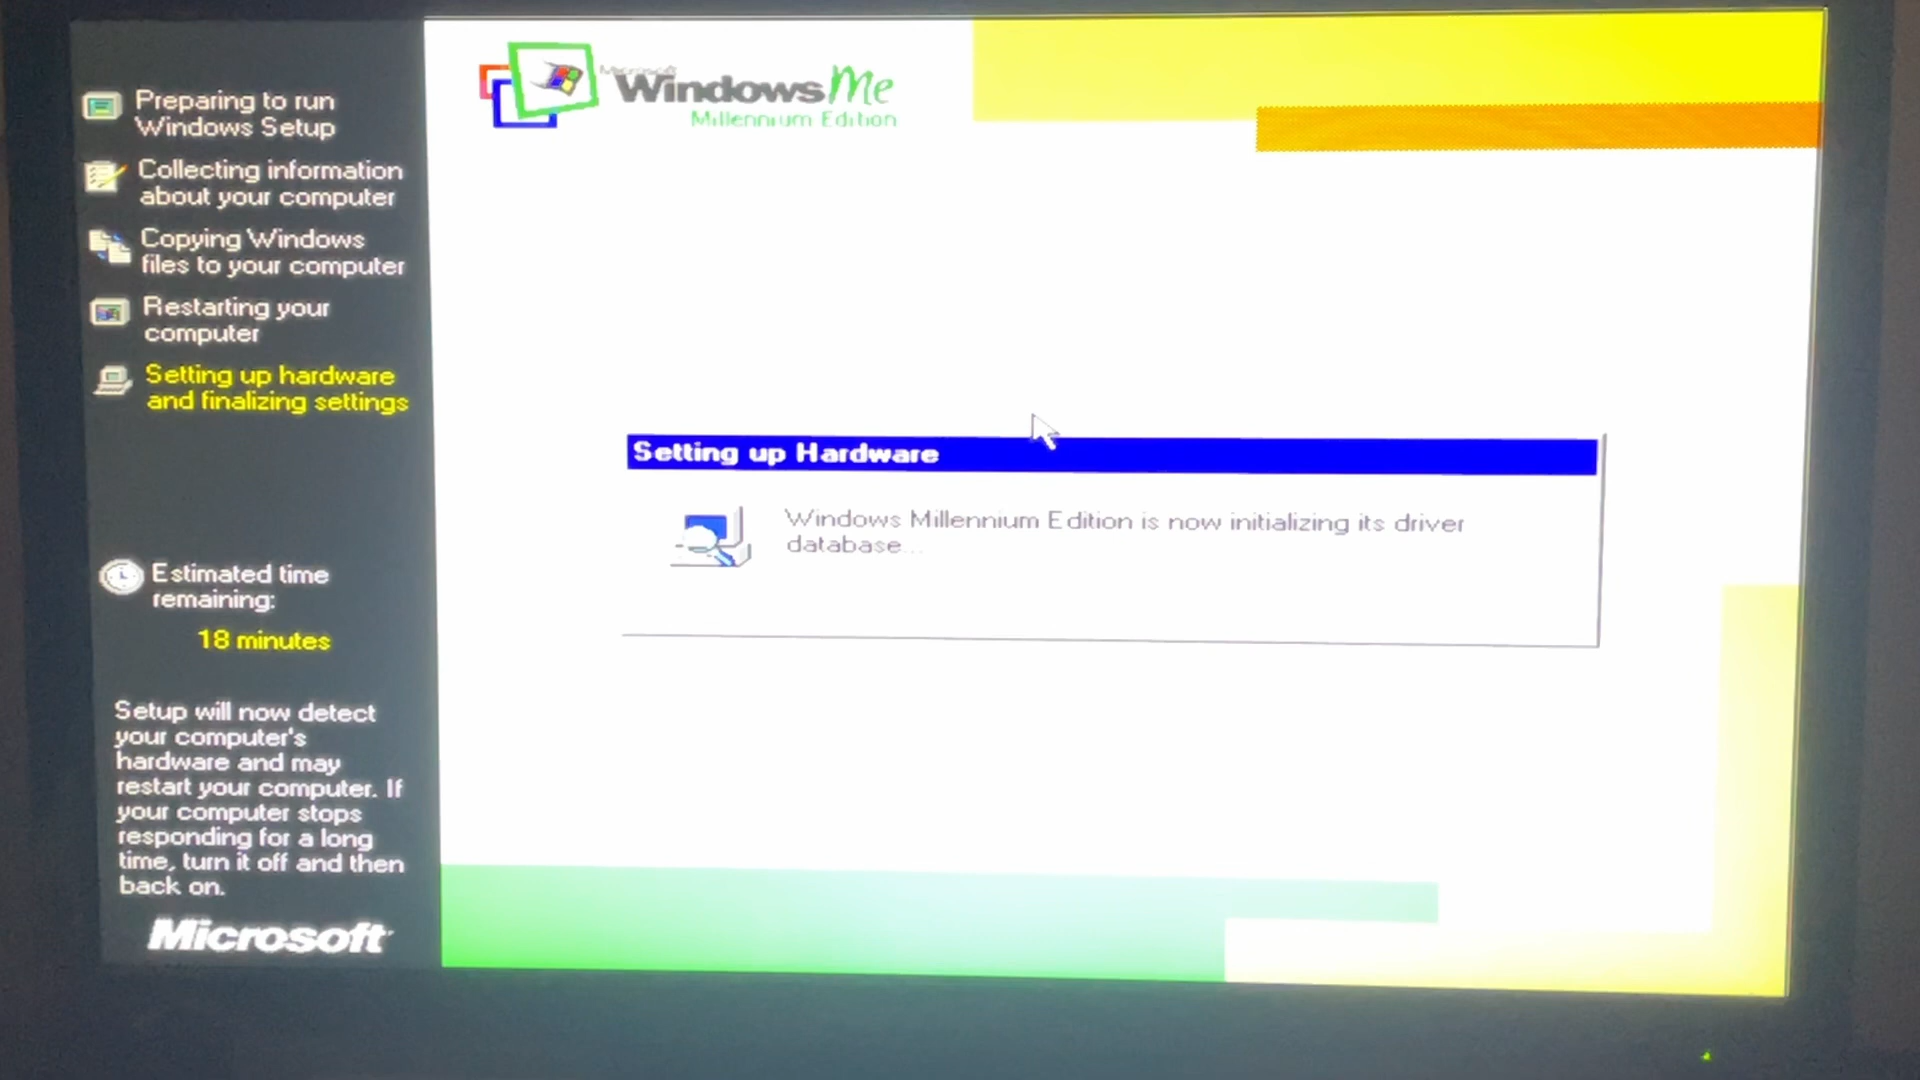 Preparing to run
Windows Setup
Collecting information
about your computer
Copying Windows
files to your computer
Restarting your
computer
Setting up hardware
and finalizing settings
Estimated time
remaining:
18 minutes
Setup will now detect
your computer's
hardware and may
restart your computer. If
your computer stops
responding for a long
time, turn it off and then
back on.
Microsoft
Microsoft
Windows Me
Millennium Edition
Setting up Hardware
Windows Millennium Edition is now initializing its driver
database...